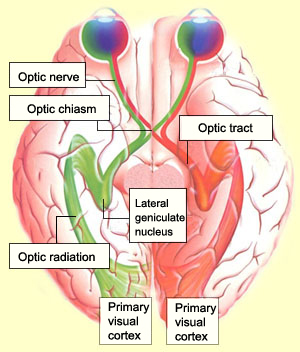 Optic nerve
Optic chiasm
Optic tract
Lateral
geniculate
nucleus
Optic radiation
Primary
visual
cortex
Primary
visual
cortex